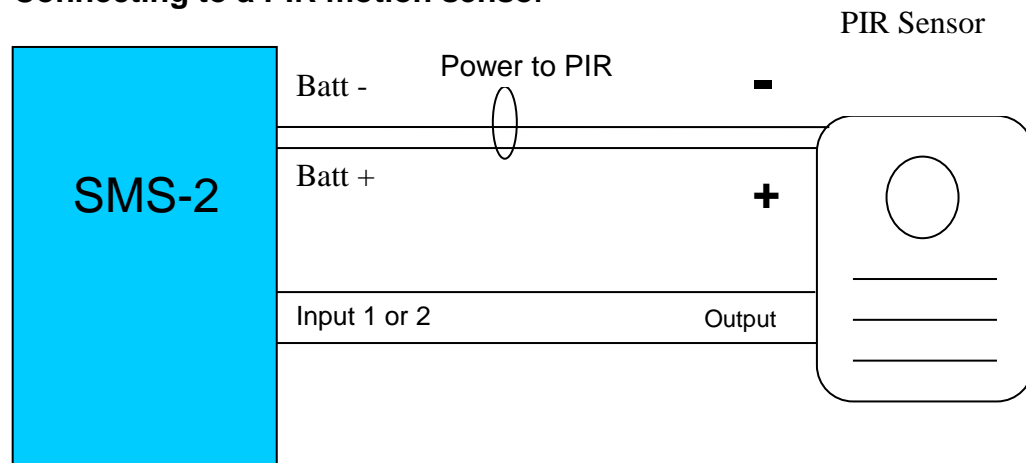 Connecting to a PIR motion sensor
PIR Sensor
Batt -
Power to PIR
-
SMS-2
Batt +
+
Input 1 or 2
Output